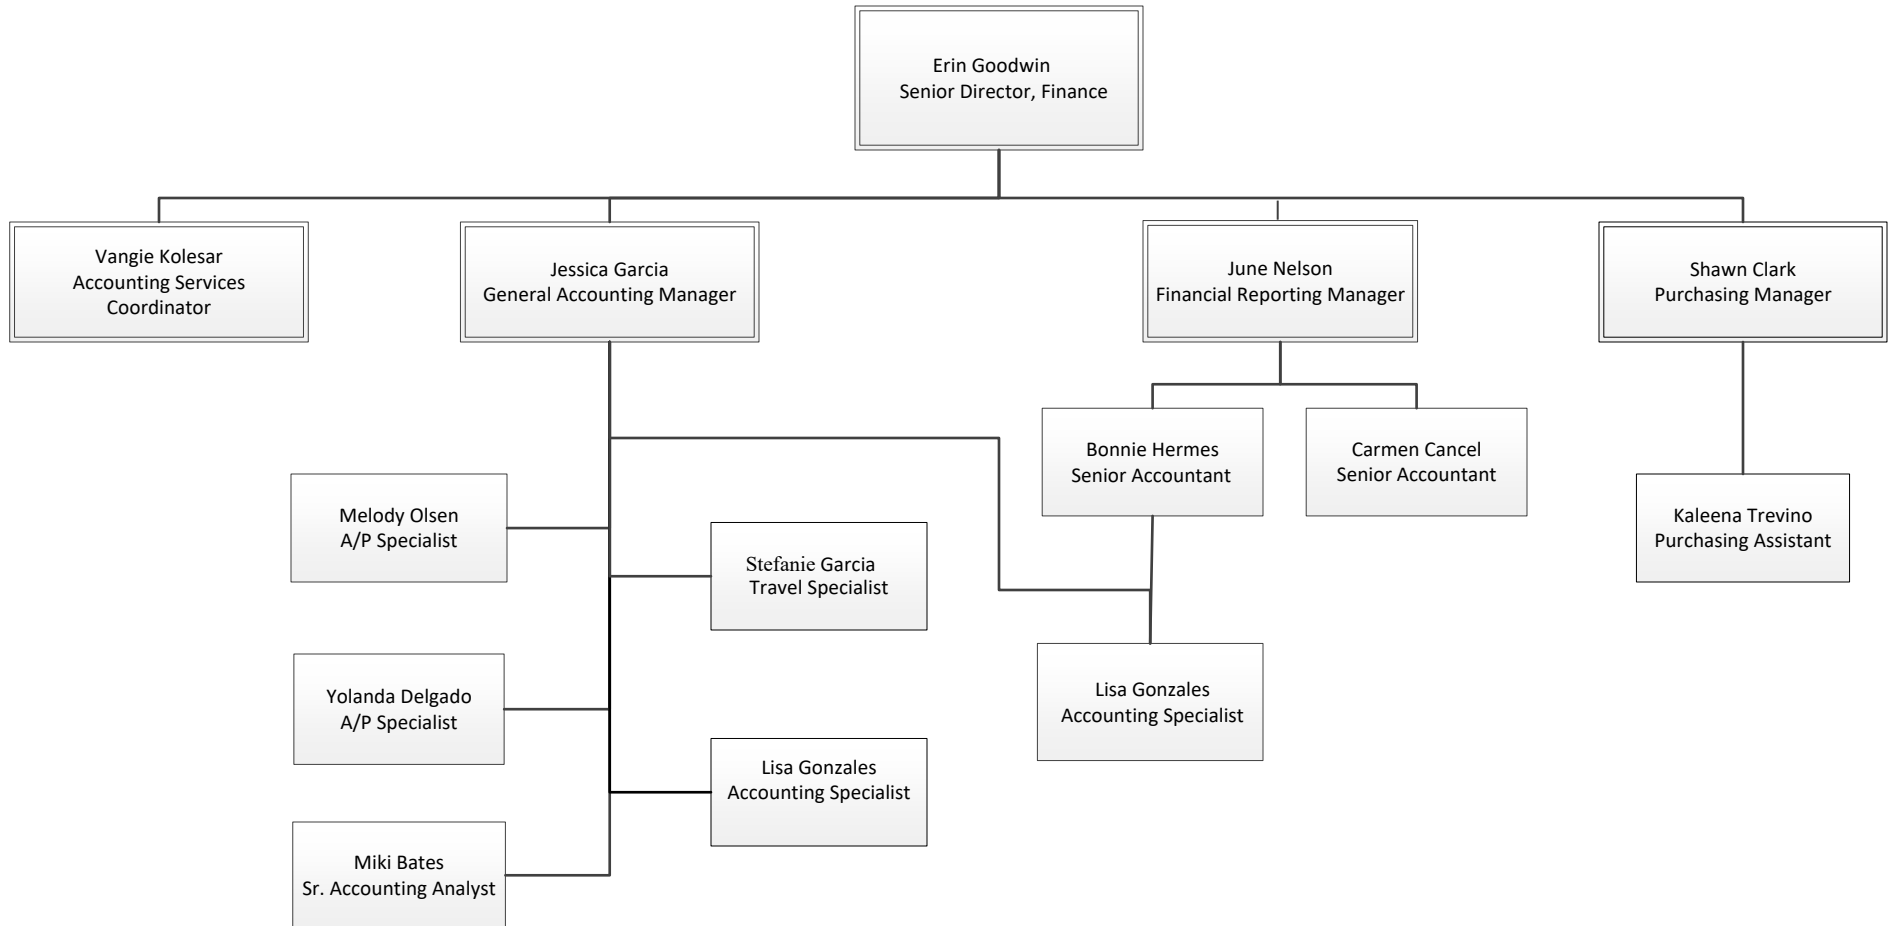 Erin Goodwin
Senior Director, Finance
Vangie Kolesar
Accounting Services
Coordinator
Jessica Garcia
General Accounting Manager
June Nelson
Financial Reporting Manager
Shawn Clark
Purchasing Manager
Bonnie Hermes
Senior Accountant
Carmen Cancel
Senior Accountant
Melody Olsen
A/P Specialist
Kaleena Trevino
Purchasing Assistant
Stefanie Garcia
Travel Specialist
Yolanda Delgado
A/P Specialist
Lisa Gonzales
Accounting Specialist
Lisa Gonzales
Accounting Specialist
Miki Bates
Sr. Accounting Analyst